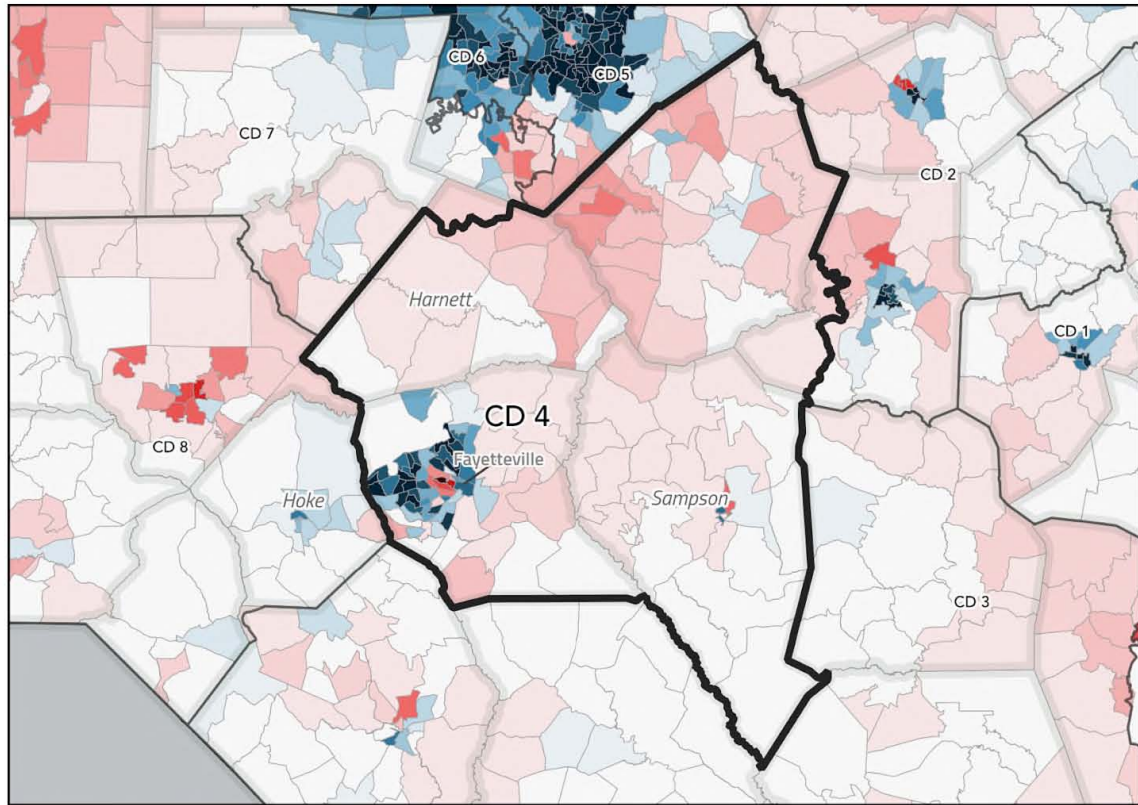 CD 6
CD 5
CD 7
CD 2
Harnett
CD 1
CD 4
CD 8
Fayetteville
Hoke
Sampson
CD 3